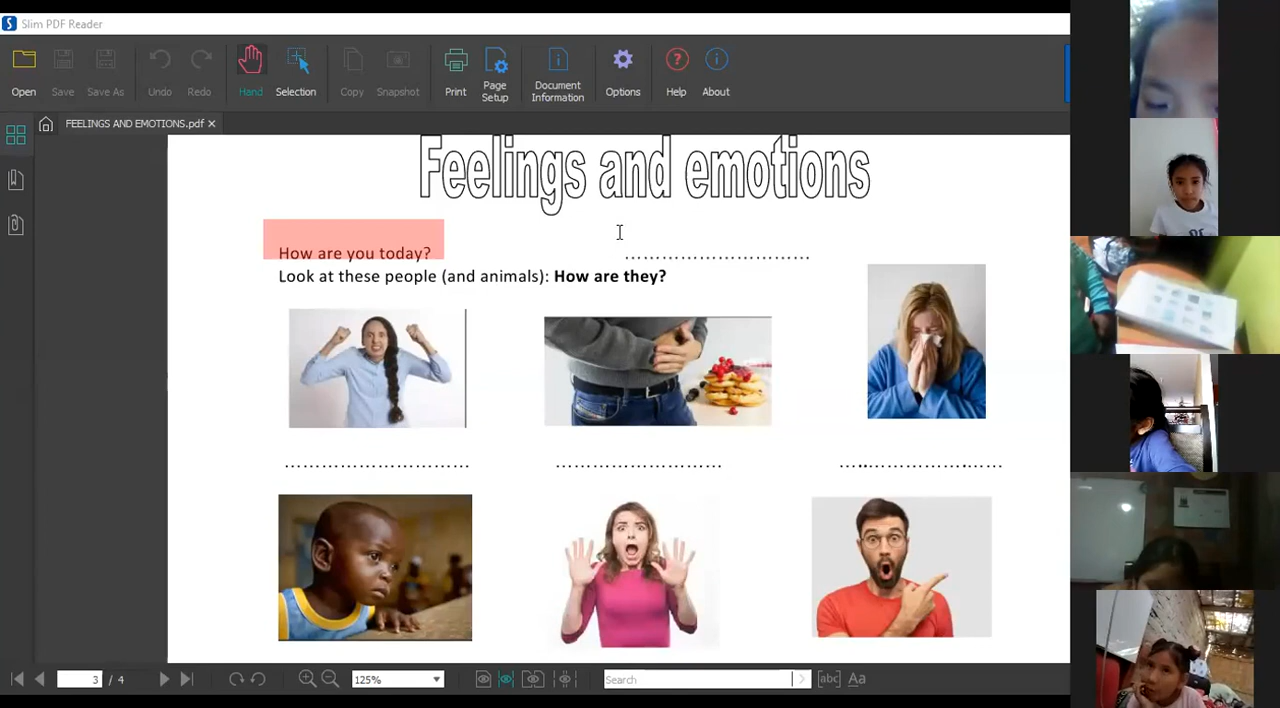 Slim PDF Reader
Open Save Save As Undo Redo Hand Selection Copy Snapshot Print Page Setup Document Information Options Help About
FEELINGS AND EMOTIONS.pdf
Feelings and emotions
How are you today? ..............................
Look at these people (and animals): How are they?
.............................. ........................... ...........................
3 / 4 125% Search abc Aa